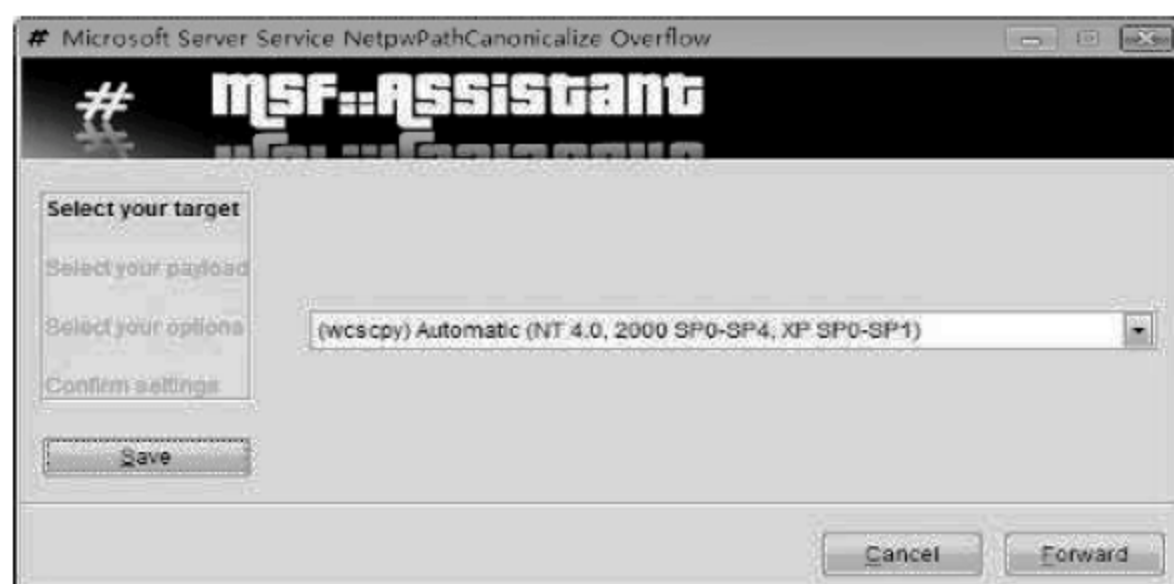 # Microsoft Server Service NetpwPathCanonicalize Overflow
# MSF::Assistant
Select your target
Select your payload
Select your options
Confirm settings
(wcscpy) Automatic (NT 4.0, 2000 SP0-SP4, XP SP0-SP1)
Save
Cancel
Forward